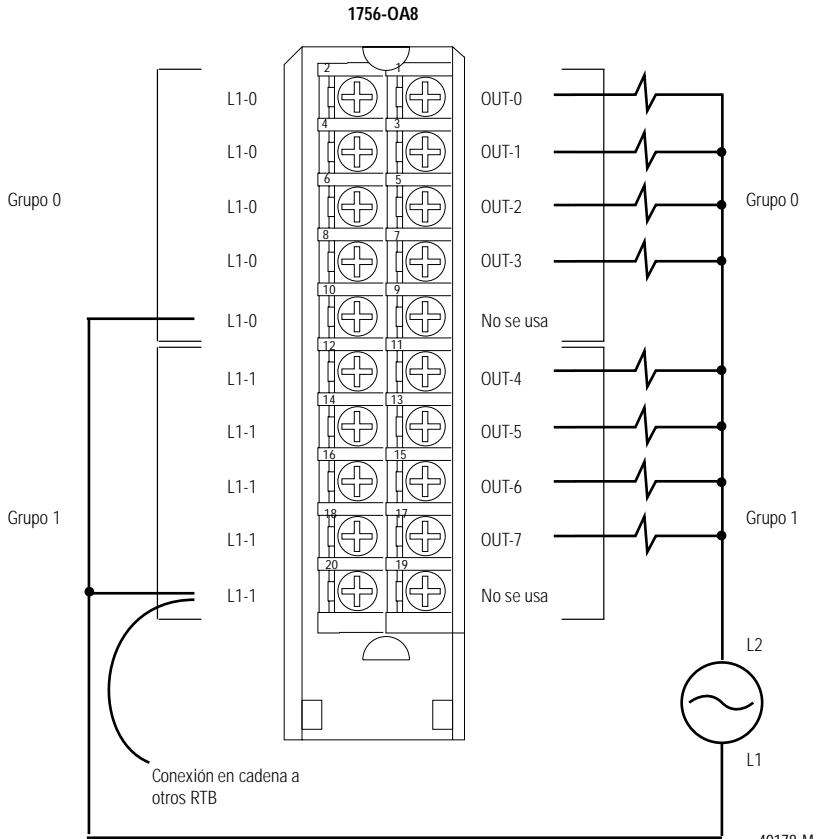 1756-OA8
2 1
L1-0 OUT-0
4 3
L1-0 OUT-1
6 5
Grupo 0 L1-0 OUT-2 Grupo 0
8 7
L1-0 OUT-3
10 9
L1-0 No se usa
12 11
L1-1 OUT-4
14 13
L1-1 OUT-5
16 15
L1-1 OUT-6
18 17
Grupo 1 L1-1 OUT-7 Grupo 1
20 19
L1-1 No se usa
L2
L1
Conexión en cadena a
otros RTB
40178-M